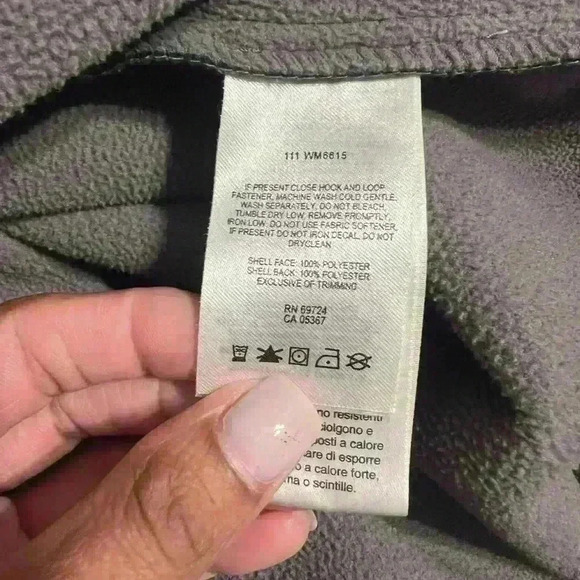 111 WM6615
IF PRESENT CLOSE HOOK AND LOOP
FASTENER, MACHINE WASH COLD GENTLE,
WASH SEPARATELY, DO NOT BLEACH,
TUMBLE DRY LOW, REMOVE PROMPTLY,
IRON LOW, DO NOT USE FABRIC SOFTENER,
IF PRESENT DO NOT IRON DECAL, DO NOT
DRYCLEAN
SHELL FACE: 100% POLYESTER
SHELL BACK: 100% POLYESTER
EXCLUSIVE OF TRIMMING
RN 69724
CA 05367
no resistenti
ciolgono e
posti a calore
tare di esporre
o a calore forte,
ma o scintille.